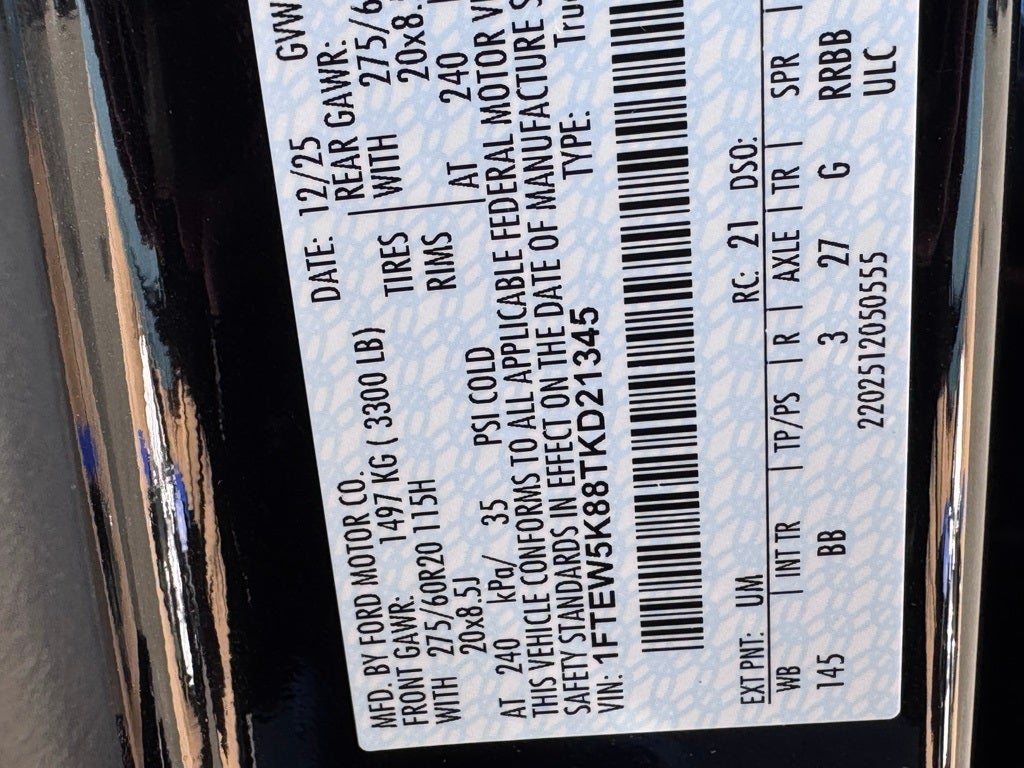 MFD. BY FORD MOTOR CO. DATE: 12/25 GVW
FRONT GAWR: 1497 KG ( 3300 LB) REAR GAWR:
WITH 275/60R20 115H TIRES WITH 275/6
20x8.5J RIMS 20x8.
AT 240 kPa/ 35 PSI COLD AT 240
THIS VEHICLE CONFORMS TO ALL APPLICABLE FEDERAL MOTOR
SAFETY STANDARDS IN EFFECT ON THE DATE OF MANUFACTURE S
VIN: 1FTEW5K88TKD21345 TYPE: Truc
EXT PNT: UM RC: 21 DSO:
WB | INT TR | TP/PS | R | AXLE | TR | SPR |
145 BB 3 27 G RRBB
2202512050555 ULC